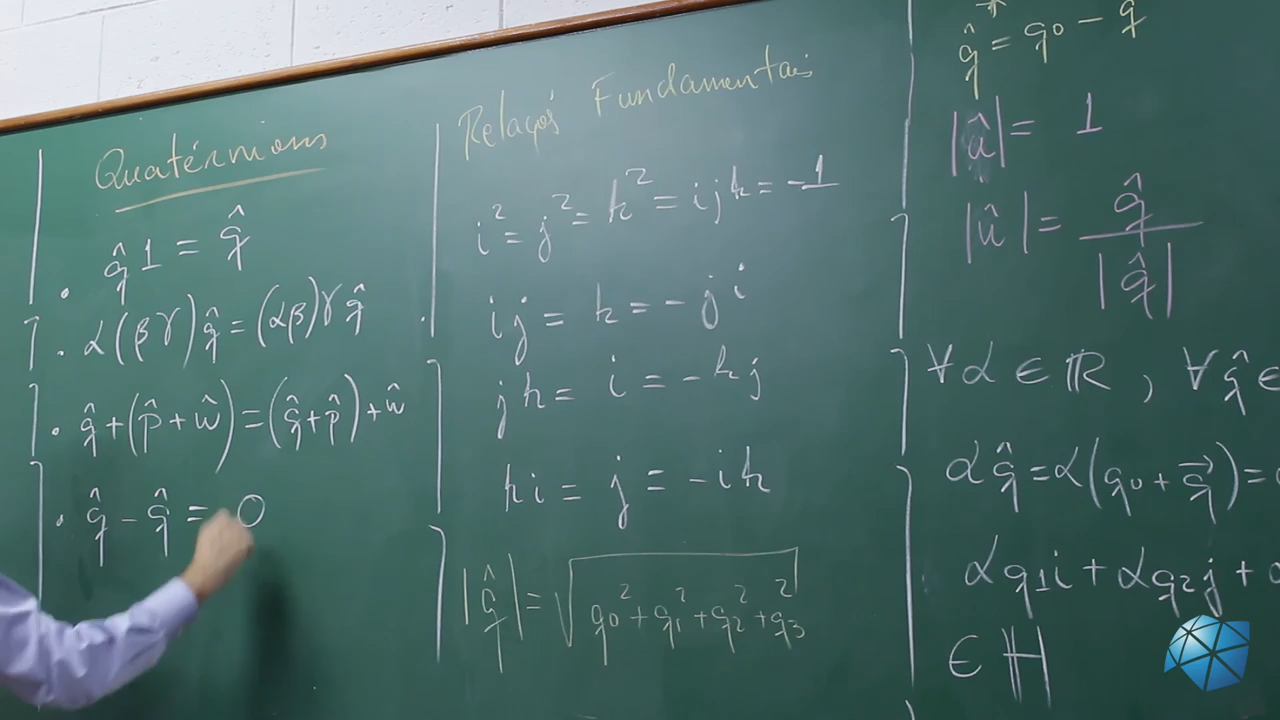 Quatérnions
. q̂ 1 = q̂
. α(βγ)q̂ = (αβ)γ q̂
. q̂ + (p̂ + ŵ) = (q̂ + p̂) + ŵ
. q̂ - q̂ = 0
Relaços Fundamentais
i² = j² = k² = ijk = -1
ij = k = -ji
jk = i = -kj
ki = j = -ik
|q̂| = √(q0² + q1² + q2² + q3²)
q̂* = q0 - q
|û| = 1
|û| = q̂ / |q̂|
∀α ∈ ℝ, ∀q̂ ∈
αq̂ = α(q0 + q⃗) =
αq1i + αq2j +
∈ ℍ